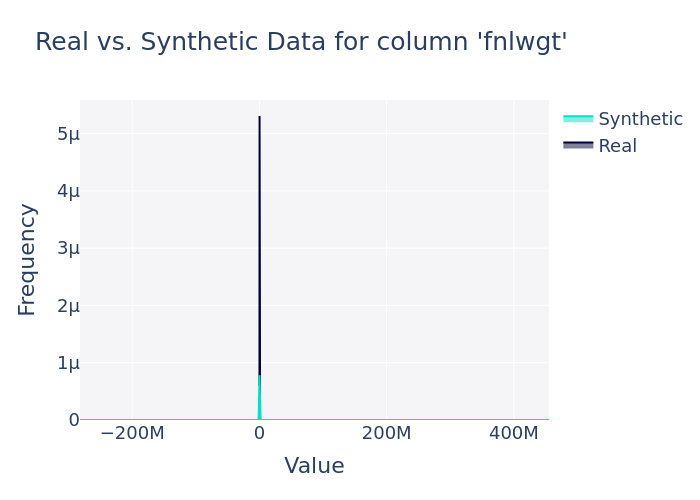 Real vs. Synthetic Data for column 'fnlwgt'
Synthetic
Real
5μ
4μ
3μ
2μ
1μ
0
Frequency
−200M
0
200M
400M
Value